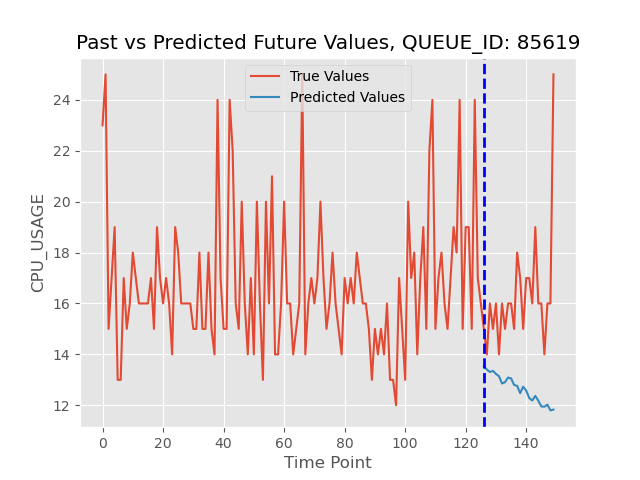 Past vs Predicted Future Values, QUEUE_ID: 85619
True Values
Predicted Values
CPU_USAGE
24
22
20
18
16
14
12
0 20 40 60 80 100 120 140
Time Point